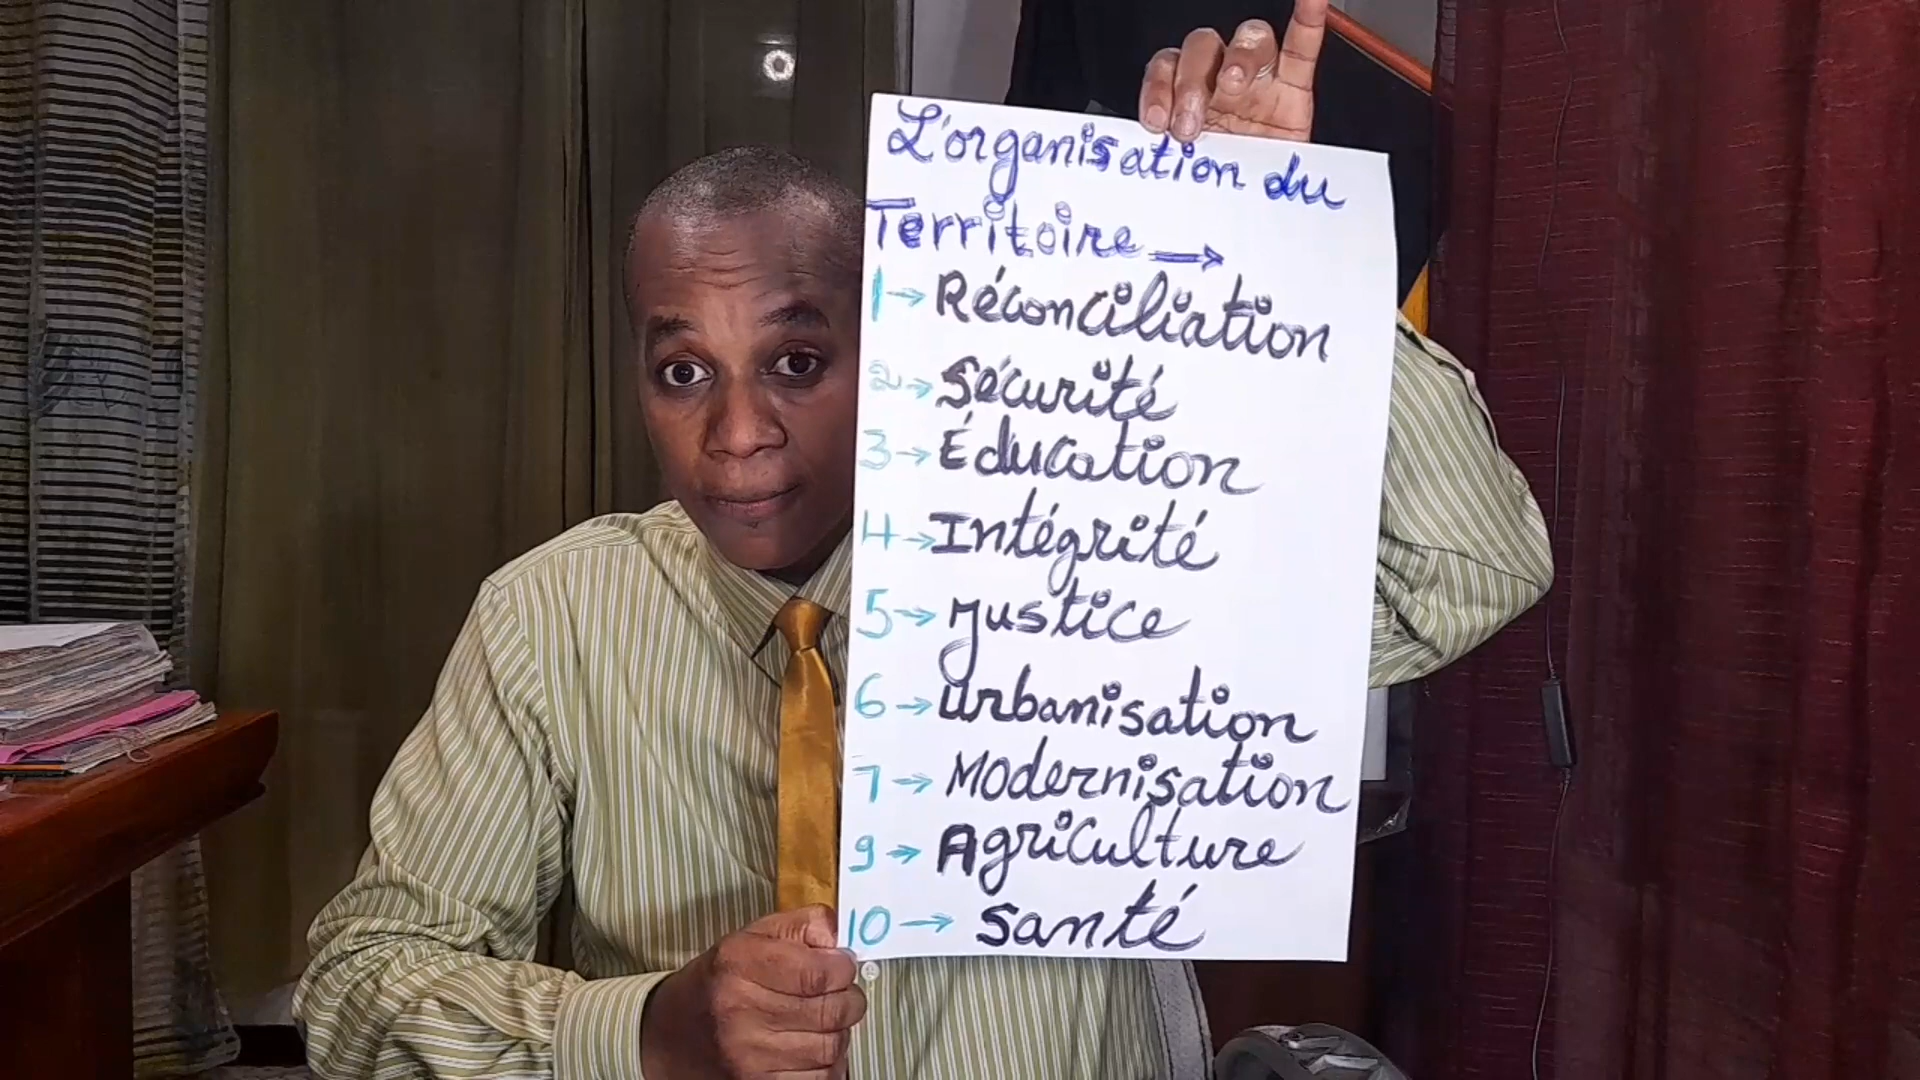 L'organisation du
Territoire →
1→ Réconciliation
2→ Sécurité
3→ Éducation
4→ Intégrité
5→ Justice
6→ urbanisation
7→ Modernisation
9→ Agriculture
10→ Santé